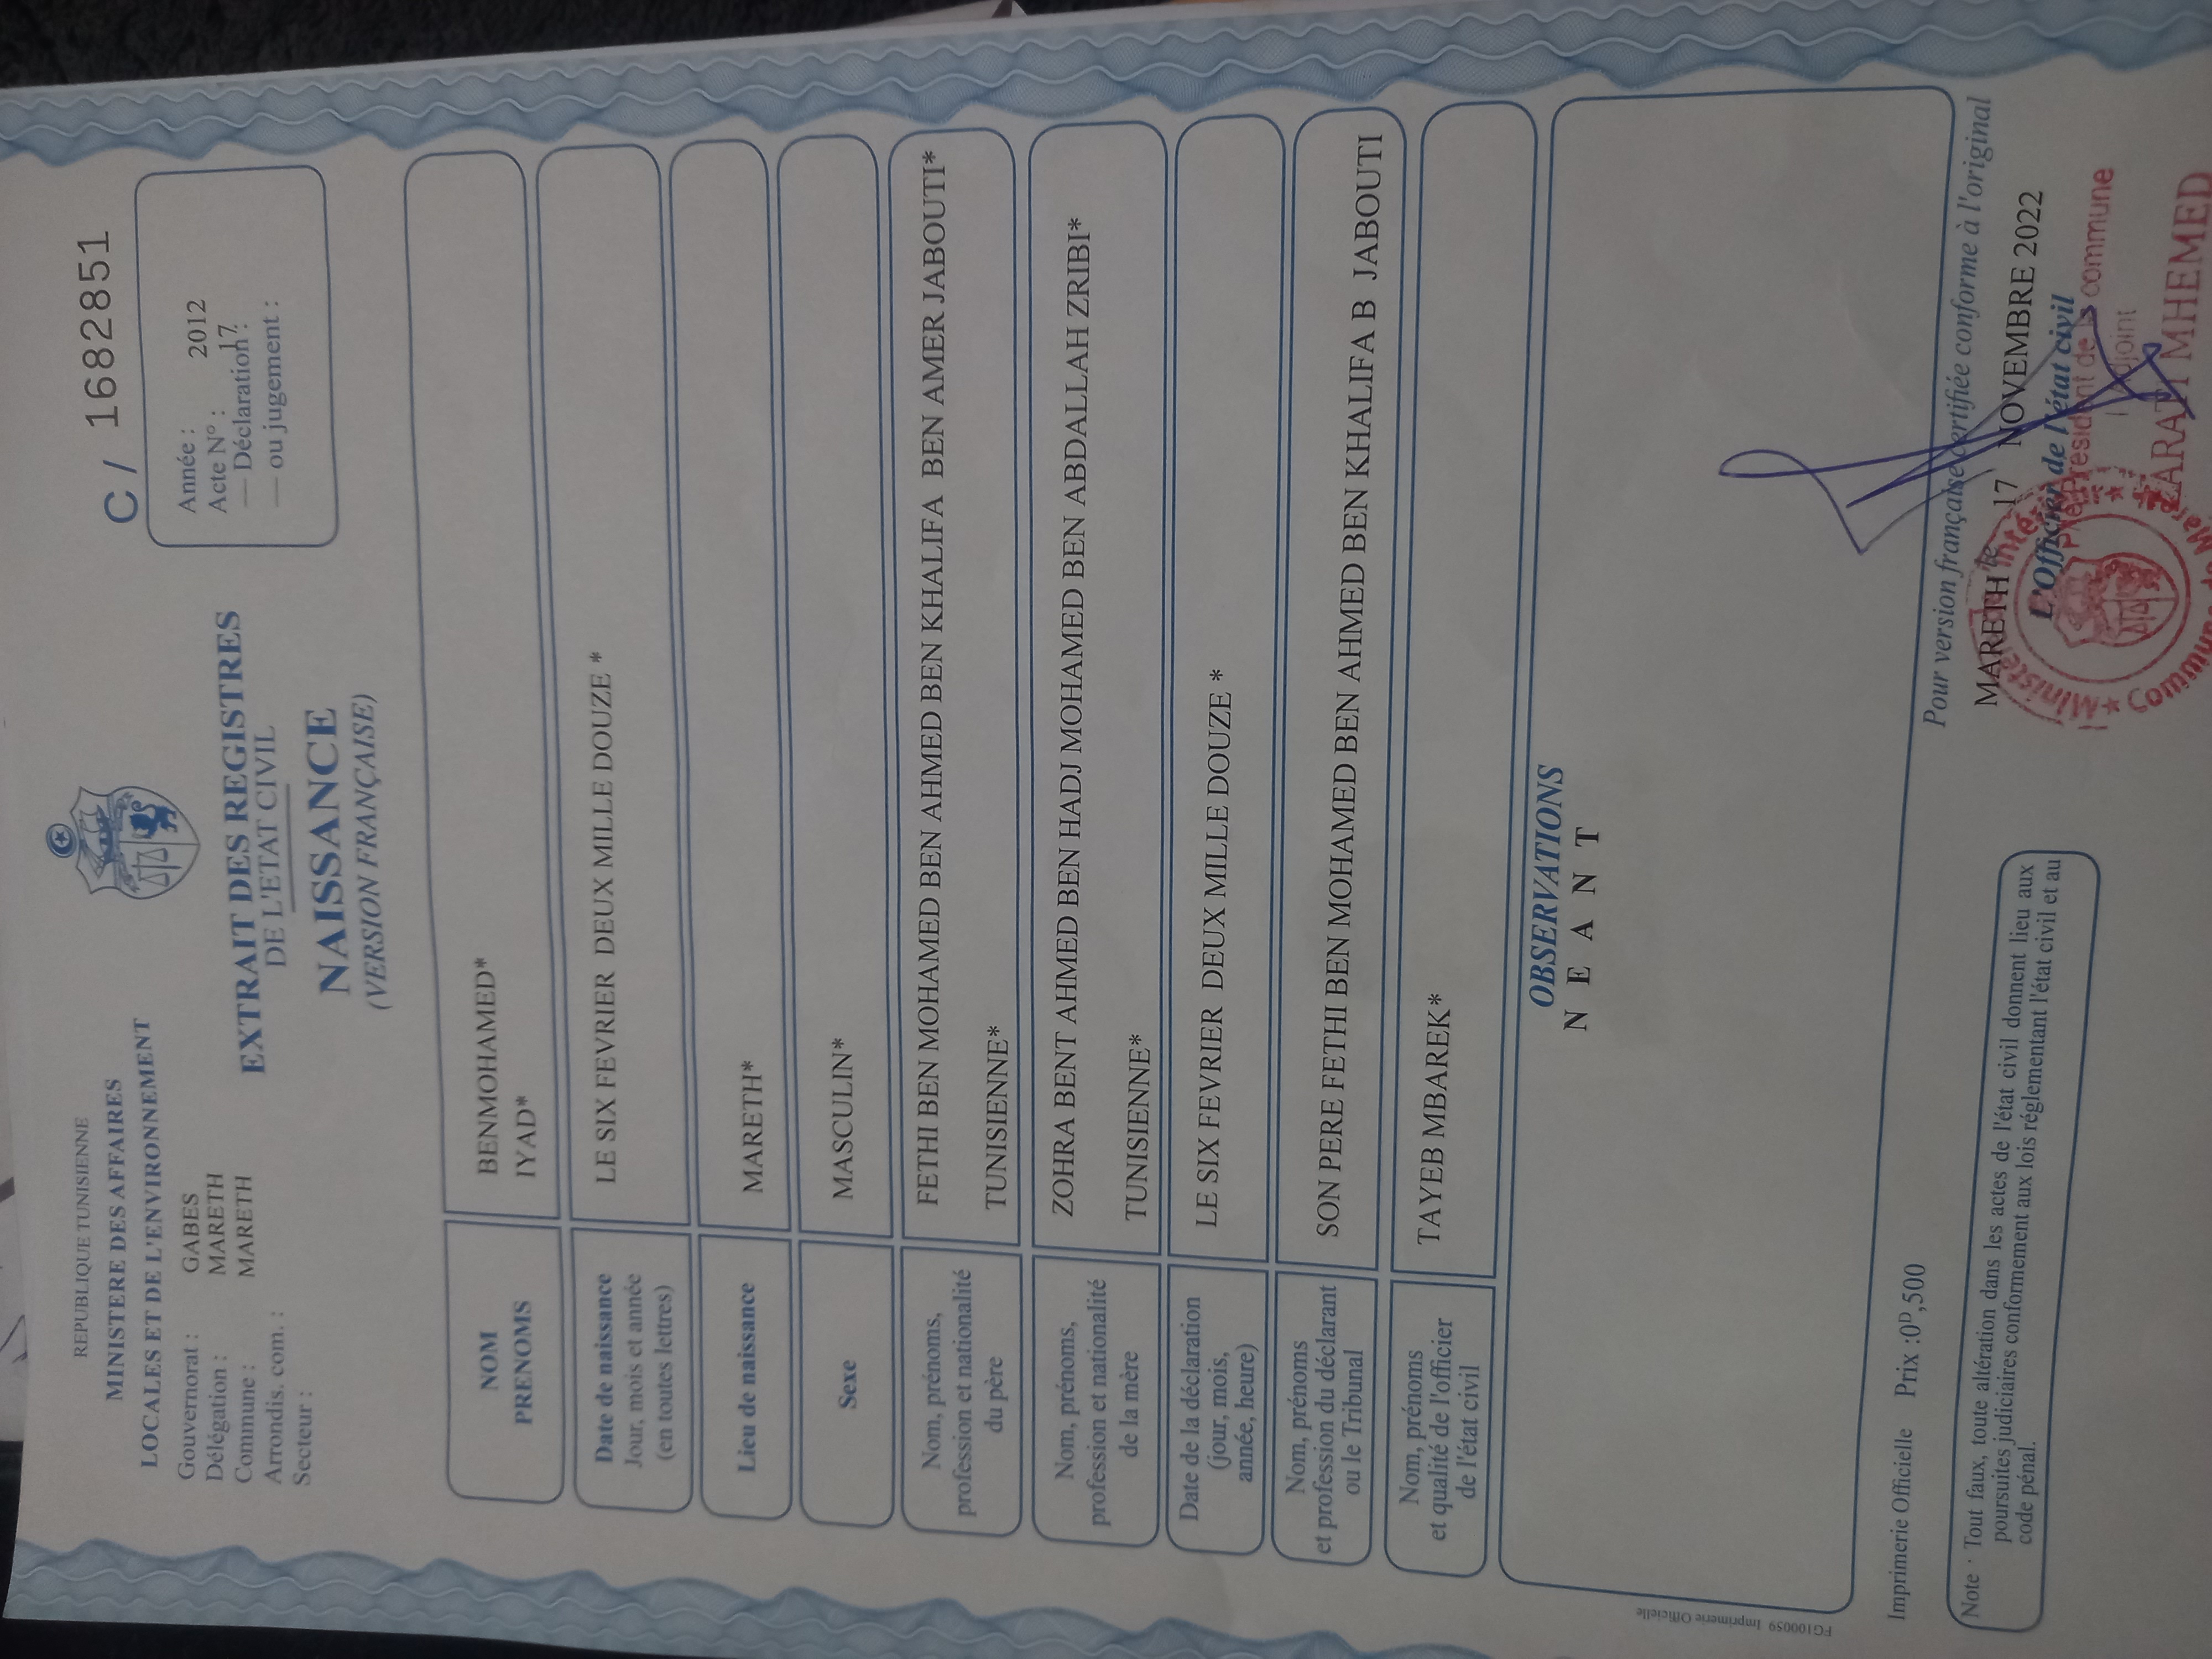 REPUBLIQUE TUNISIENNE
MINISTERE DES AFFAIRES
LOCALES ET DE L'ENVIRONNEMENT
Gouvernorat : GABES
Délégation : MARETH
Commune : MARETH
Arrondis. com. :
Secteur :
EXTRAIT DES REGISTRES
DE L'ETAT CIVIL
NAISSANCE
(VERSION FRANÇAISE)
C / 1682851
Année : 2012
Acte N° : 17
— Déclaration :
— ou jugement :
NOM BENMOHAMED*
PRENOMS IYAD*
Date de naissance
Jour, mois et année
(en toutes lettres)
LE SIX FEVRIER DEUX MILLE DOUZE *
Lieu de naissance MARETH*
Sexe MASCULIN*
Nom, prénoms,
profession et nationalité
du père
FETHI BEN MOHAMED BEN AHMED BEN KHALIFA BEN AMER JABOUTI*
TUNISIENNE*
Nom, prénoms,
profession et nationalité
de la mère
ZOHRA BENT AHMED BEN HADJ MOHAMED BEN ABDALLAH ZRIBI*
TUNISIENNE*
Date de la déclaration
(jour, mois,
année, heure)
LE SIX FEVRIER DEUX MILLE DOUZE *
Nom, prénoms
et profession du déclarant
ou le Tribunal
SON PERE FETHI BEN MOHAMED BEN AHMED BEN KHALIFA B JABOUTI
Nom, prénoms
et qualité de l'officier
de l'état civil
TAYEB MBAREK*
OBSERVATIONS
N E A N T
FG100059 Imprimerie Officielle
Imprimerie Officielle Prix :0D,500
Pour version française certifiée conforme à l'original
MARETH le 17 NOVEMBRE 2022
L'Officier de l'état civil
Note : Tout faux, toute altération dans les actes de l'état civil donnent lieu aux
poursuites judiciaires conformement aux lois réglementant l'état civil et au
code pénal.
commune
MHEMED